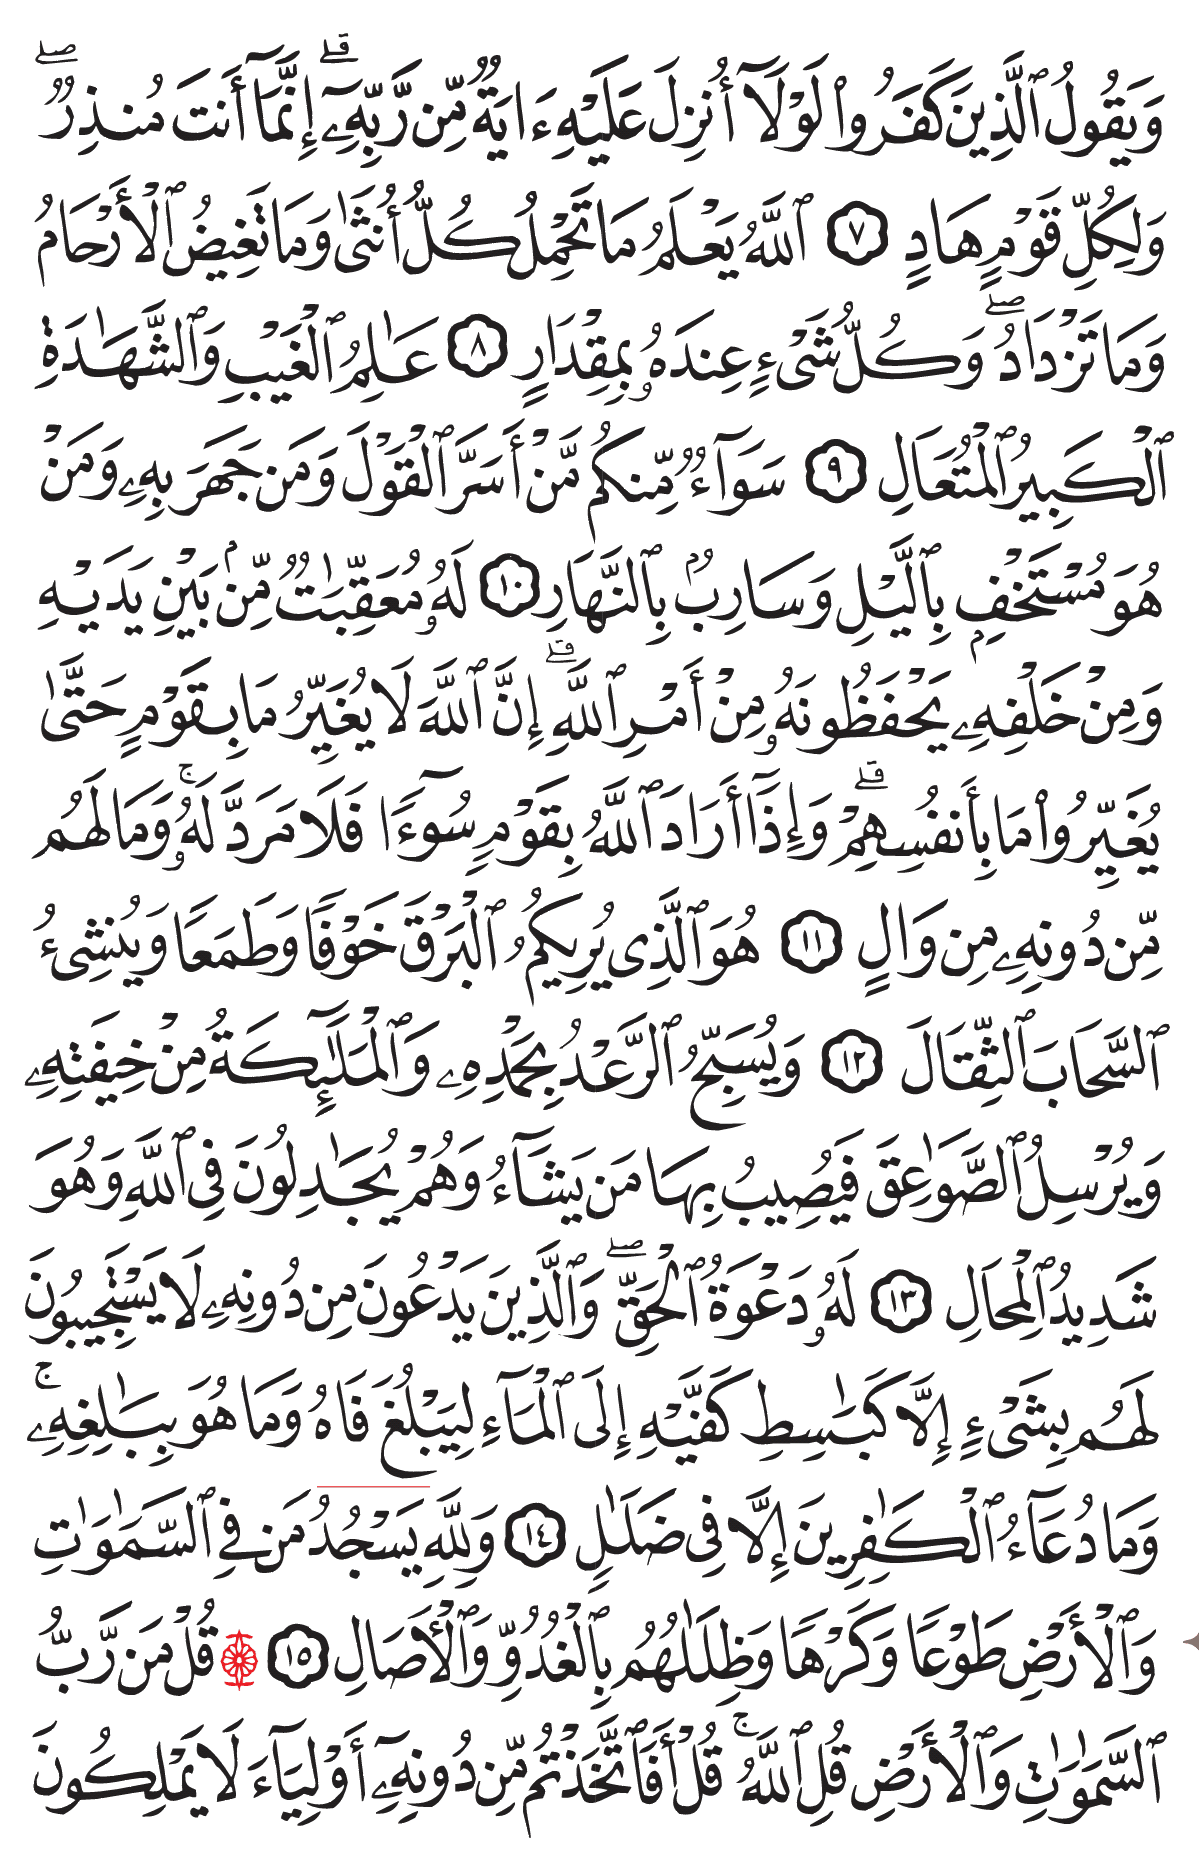 وَيَقُولُ ٱلَّذِينَ كَفَرُوا۟ لَوْلَآ أُنزِلَ عَلَيْهِ ءَايَةٌ مِّن رَّبِّهِۦٓ ۗ إِنَّمَآ أَنتَ مُنذِرٌ ۖ
وَلِكُلِّ قَوْمٍ هَادٍ ٧ ٱللَّهُ يَعْلَمُ مَا تَحْمِلُ كُلُّ أُنثَىٰ وَمَا تَغِيضُ ٱلْأَرْحَامُ
وَمَا تَزْدَادُ ۖ وَكُلُّ شَىْءٍ عِندَهُۥ بِمِقْدَارٍ ٨ عَـٰلِمُ ٱلْغَيْبِ وَٱلشَّهَـٰدَةِ
ٱلْكَبِيرُ ٱلْمُتَعَالِ ٩ سَوَآءٌ مِّنكُم مَّنْ أَسَرَّ ٱلْقَوْلَ وَمَن جَهَرَ بِهِۦ وَمَنْ
هُوَ مُسْتَخْفٍۭ بِٱلَّيْلِ وَسَارِبٌۢ بِٱلنَّهَارِ ١٠ لَهُۥ مُعَقِّبَـٰتٌ مِّنۢ بَيْنِ يَدَيْهِ
وَمِنْ خَلْفِهِۦ يَحْفَظُونَهُۥ مِنْ أَمْرِ ٱللَّهِ ۗ إِنَّ ٱللَّهَ لَا يُغَيِّرُ مَا بِقَوْمٍ حَتَّىٰ
يُغَيِّرُوا۟ مَا بِأَنفُسِهِمْ ۗ وَإِذَآ أَرَادَ ٱللَّهُ بِقَوْمٍ سُوٓءًا فَلَا مَرَدَّ لَهُۥ ۚ وَمَا لَهُم
مِّن دُونِهِۦ مِن وَالٍ ١١ هُوَ ٱلَّذِى يُرِيكُمُ ٱلْبَرْقَ خَوْفًا وَطَمَعًا وَيُنشِئُ
ٱلسَّحَابَ ٱلثِّقَالَ ١٢ وَيُسَبِّحُ ٱلرَّعْدُ بِحَمْدِهِۦ وَٱلْمَلَـٰٓئِكَةُ مِنْ خِيفَتِهِۦ
وَيُرْسِلُ ٱلصَّوَٰعِقَ فَيُصِيبُ بِهَا مَن يَشَآءُ وَهُمْ يُجَـٰدِلُونَ فِى ٱللَّهِ وَهُوَ
شَدِيدُ ٱلْمِحَالِ ١٣ لَهُۥ دَعْوَةُ ٱلْحَقِّ ۖ وَٱلَّذِينَ يَدْعُونَ مِن دُونِهِۦ لَا يَسْتَجِيبُونَ
لَهُم بِشَىْءٍ إِلَّا كَبَـٰسِطِ كَفَّيْهِ إِلَى ٱلْمَآءِ لِيَبْلُغَ فَاهُ وَمَا هُوَ بِبَـٰلِغِهِۦ ۚ
وَمَا دُعَآءُ ٱلْكَـٰفِرِينَ إِلَّا فِى ضَلَـٰلٍ ١٤ وَلِلَّهِ يَسْجُدُ مَن فِى ٱلسَّمَـٰوَٰتِ
وَٱلْأَرْضِ طَوْعًا وَكَرْهًا وَظِلَـٰلُهُم بِٱلْغُدُوِّ وَٱلْـَٔاصَالِ ١٥ قُلْ مَن رَّبُّ
ٱلسَّمَـٰوَٰتِ وَٱلْأَرْضِ قُلِ ٱللَّهُ ۚ قُلْ أَفَٱتَّخَذْتُم مِّن دُونِهِۦٓ أَوْلِيَآءَ لَا يَمْلِكُونَ